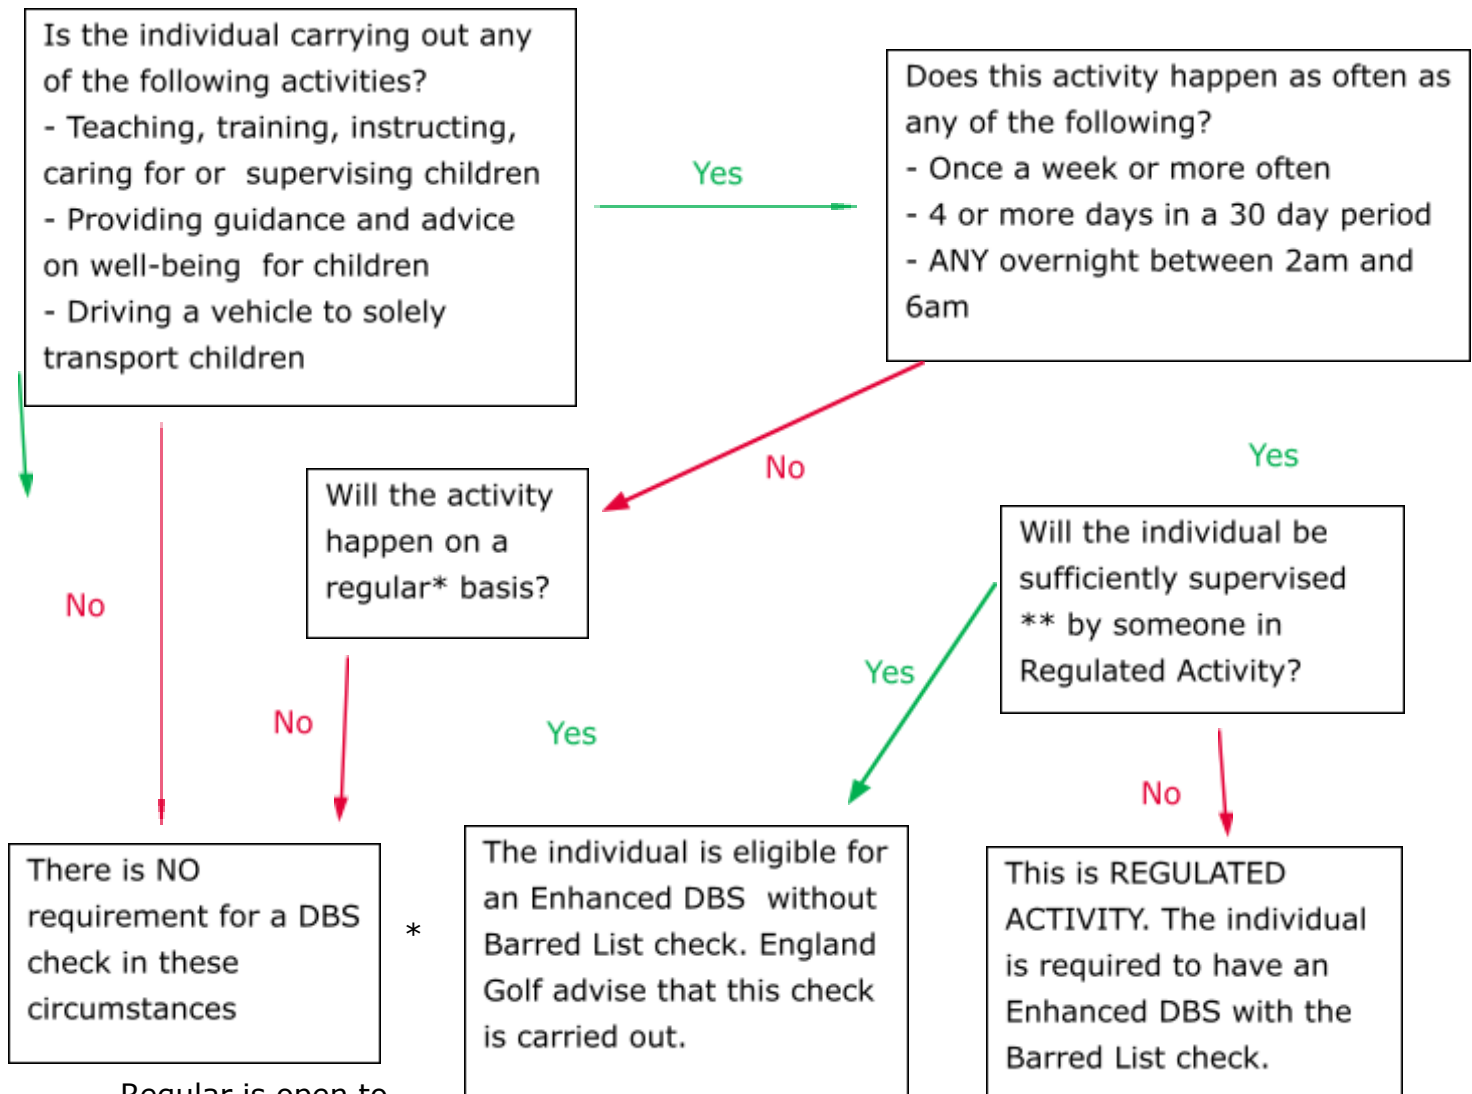 Is the individual carrying out any
of the following activities?
- Teaching, training, instructing,
caring for or  supervising children
- Providing guidance and advice
on well-being  for children
- Driving a vehicle to solely
transport children
Yes
Does this activity happen as often as
any of the following?
- Once a week or more often
- 4 or more days in a 30 day period
- ANY overnight between 2am and
6am
No
Yes
Will the activity
happen on a
regular* basis?
Will the individual be
sufficiently supervised
** by someone in
Regulated Activity?
No
Yes
No
Yes
No
There is NO
requirement for a DBS
check in these
circumstances
*
The individual is eligible for
an Enhanced DBS  without
Barred List check. England
Golf advise that this check
is carried out.
This is REGULATED
ACTIVITY. The individual
is required to have an
Enhanced DBS with the
Barred List check.
Regular is open to